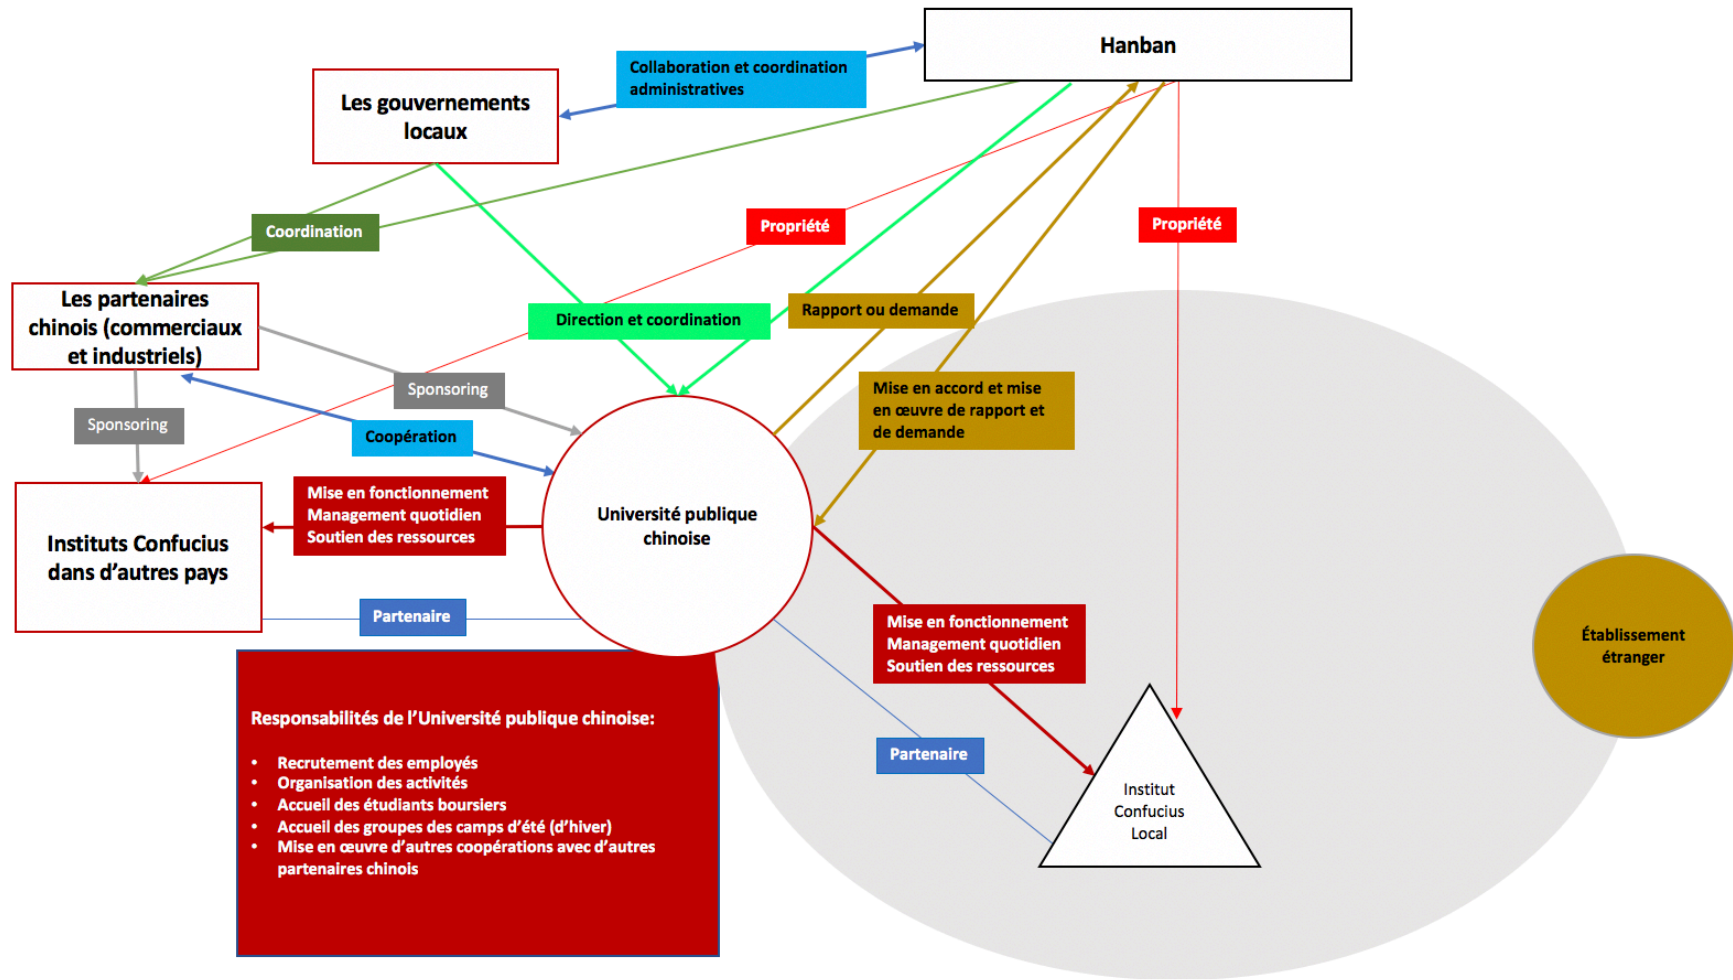 Hanban
Collaboration et coordination
administratives
Les gouvernements
locaux
Coordination
Propriété
Propriété
Les partenaires
chinois (commerciaux
et industriels)
Direction et coordination
Rapport ou demande
Sponsoring
Sponsoring
Mise en accord et mise
en œuvre de rapport et
de demande
Coopération
Mise en fonctionnement
Management quotidien
Soutien des ressources
Université publique
chinoise
Instituts Confucius
dans d’autres pays
Partenaire
Mise en fonctionnement
Management quotidien
Soutien des ressources
Établissement
étranger
Responsabilités de l’Université publique chinoise:
• Recrutement des employés
• Organisation des activités
• Accueil des étudiants boursiers
• Accueil des groupes des camps d’été (d’hiver)
• Mise en œuvre d’autres coopérations avec d’autres
partenaires chinois
Partenaire
Institut
Confucius
Local